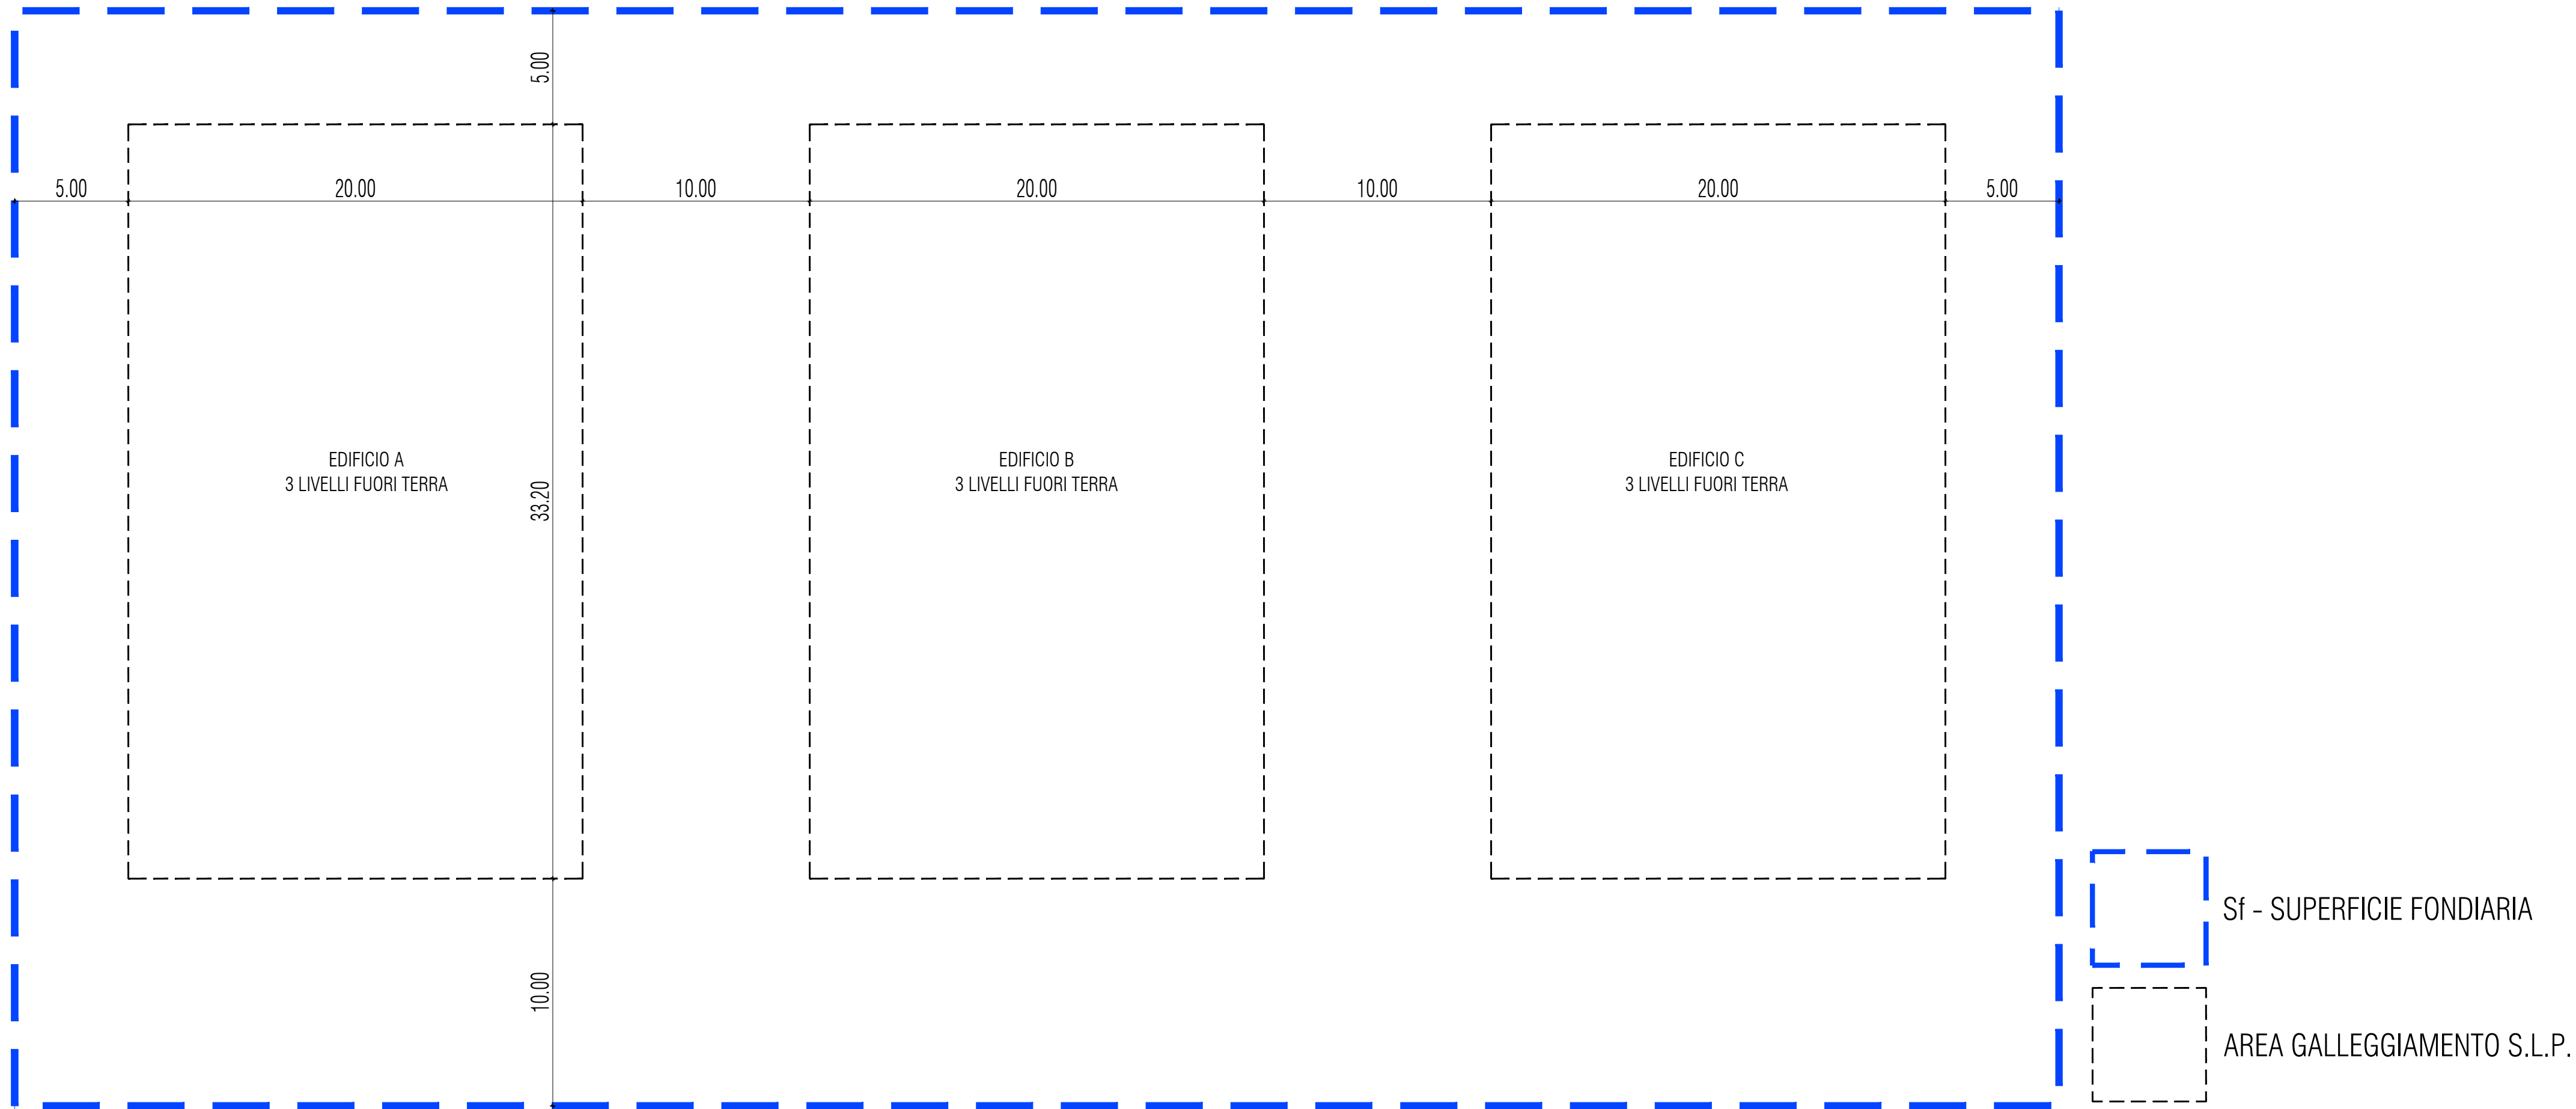 5.00
5.00
20.00
10.00
20.00
10.00
20.00
5.00
EDIFICIO A
3 LIVELLI FUORI TERRA
EDIFICIO B
3 LIVELLI FUORI TERRA
EDIFICIO C
3 LIVELLI FUORI TERRA
33.20
10.00
Sf - SUPERFICIE FONDIARIA
AREA GALLEGGIAMENTO S.L.P.